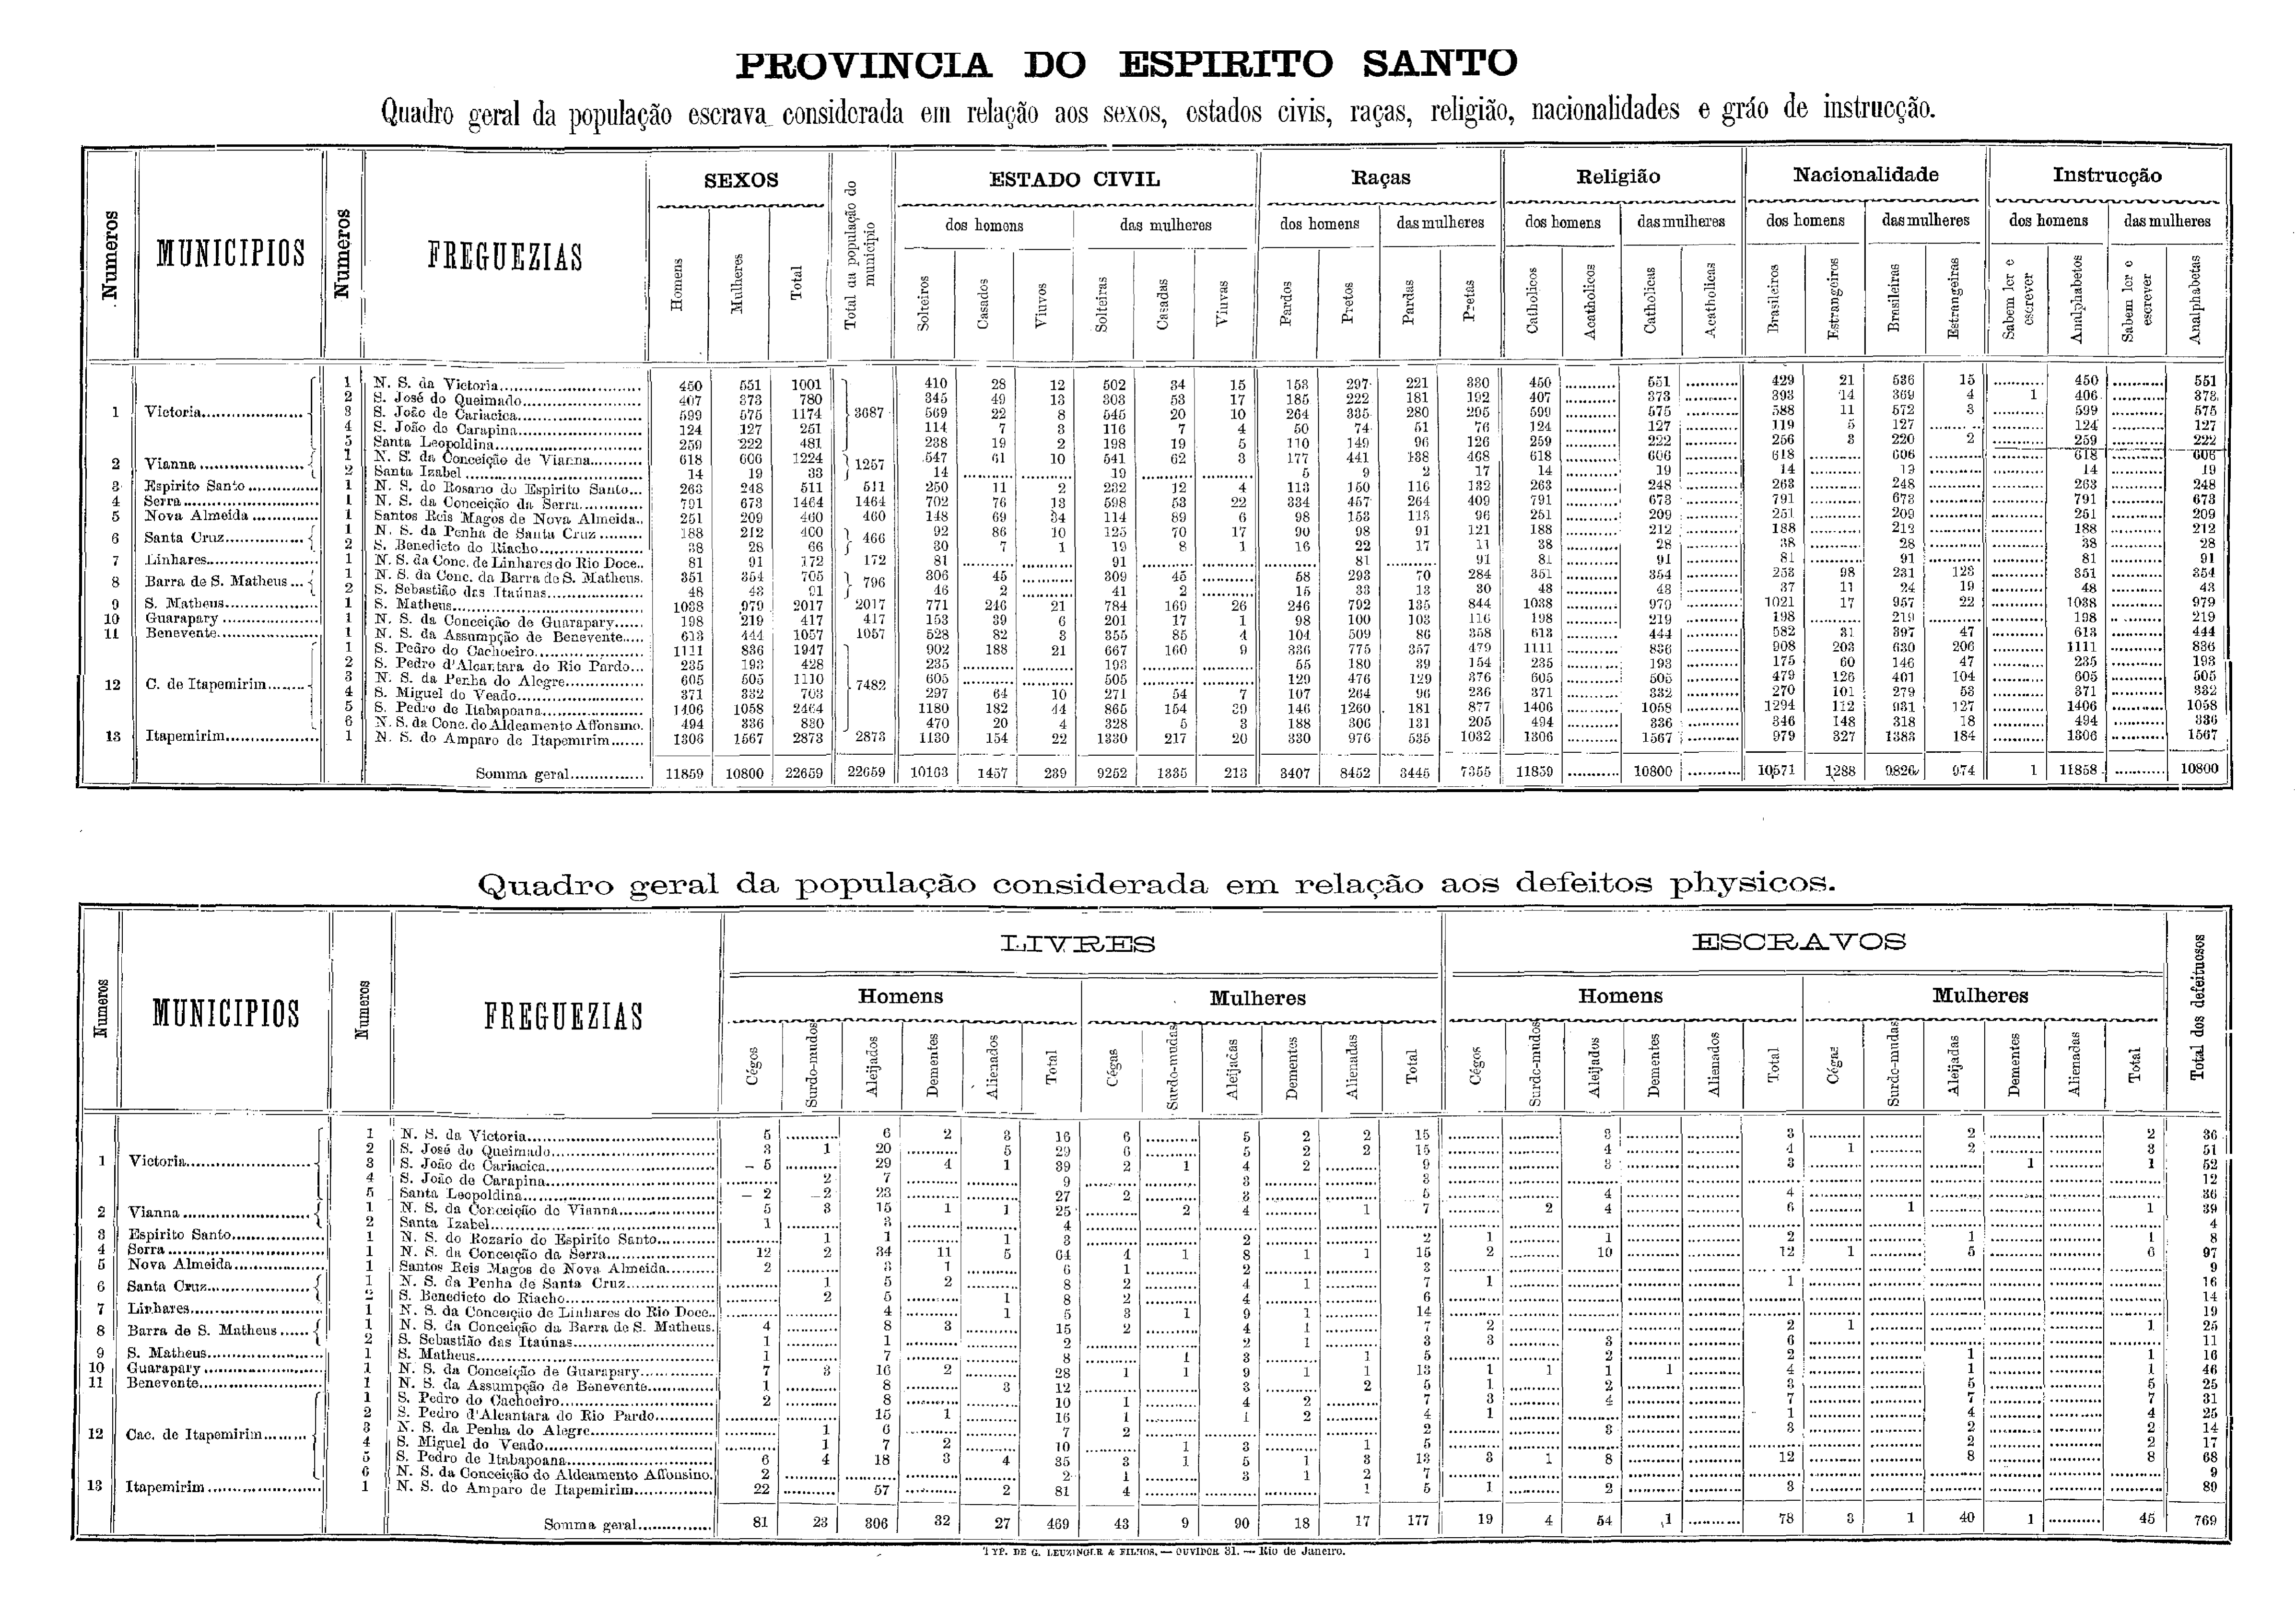 PROVINCIA DO ESPIRITO SANTO
Quadro geral da população escrava considerada em relação aos sexos, estados civis, raças, religião, nacionalidades e gráo de instrucção.
Numeros MUNICIPIOS Numeros FREGUEZIAS SEXOS Total da população do municipio ESTADO CIVIL Raças Religião Nacionalidade Instrucção
dos homens das mulheres dos homens das mulheres dos homens das mulheres dos homens das mulheres dos homens das mulheres
Homens Mulheres Total Solteiros Casados Viuvos Solteiras Casadas Viuvas Pardos Pretos Pardas Pretas Catholicos Acatholicos Catholicas Acatholicas Brasileiros Estrangeiros Brasileiras Estrangeiras Sabem ler e escrever Analphabetos Sabem ler e escrever Analphabetas
1 Victoria 1 N. S. da Victoria 450 551 1001 3687 410 28 12 502 34 15 153 297 221 330 450 551 429 21 536 15 450 551
2 S. José do Queimado 407 373 780 345 49 13 303 53 17 185 222 181 192 407 373 393 14 369 4 1 406 373
3 S. João de Cariacica 599 575 1174 569 22 8 545 20 10 264 335 280 295 599 575 588 11 572 3 599 575
4 S. João de Carapina 124 127 251 114 7 3 116 7 4 50 74 51 76 124 127 119 5 127 124 127
5 Santa Leopoldina 259 222 481 238 19 2 198 19 5 110 149 96 126 259 222 256 3 220 2 259 222
2 Vianna 1 N. S. da Conceição de Vianna 618 606 1224 1257 547 61 10 541 62 3 177 441 138 468 618 606 618 606 618 606
2 Santa Izabel 14 19 33 14 19 5 9 2 17 14 19 14 19 14 19
3 Espirito Santo 1 N. S. do Rosario do Espirito Santo 263 248 511 511 250 11 2 232 12 4 113 150 116 132 263 248 263 248 263 248
4 Serra 1 N. S. da Conceição da Serra 791 673 1464 1464 702 76 13 598 53 22 334 457 264 409 791 673 791 673 791 673
5 Nova Almeida 1 Santos Reis Magos de Nova Almeida 251 209 460 460 148 69 34 114 89 6 98 153 113 96 251 209 251 209 251 209
6 Santa Cruz 1 N. S. da Penha de Santa Cruz 188 212 400 466 92 86 10 125 70 17 90 98 91 121 188 212 188 212 188 212
2 S. Benedicto do Riacho 38 28 66 30 7 1 19 8 1 16 22 17 11 38 28 38 28 38 28
7 Linhares 1 N. S. da Conc. de Linhares do Rio Doce 81 91 172 172 81 91 81 91 81 91 81 91 81 91
8 Barra de S. Matheus 1 N. S. da Conc. da Barra de S. Matheus. 351 354 705 796 306 45 309 45 58 293 70 284 351 354 253 98 231 123 351 354
2 S. Sebastião das Itaúnas 48 43 91 46 2 41 2 15 33 13 30 48 43 37 11 24 19 48 43
9 S. Matheus 1 S. Matheus 1038 979 2017 2017 771 246 21 784 169 26 246 792 135 844 1038 979 1021 17 957 22 1038 979
10 Guarapary 1 N. S. da Conceição de Guarapary 198 219 417 417 153 39 6 201 17 1 98 100 103 116 198 219 198 219 198 219
11 Benevente 1 N. S. da Assumpção de Benevente 613 444 1057 1057 528 82 3 355 85 4 104 509 86 358 613 444 582 31 397 47 613 444
12 C. de Itapemirim 1 S. Pedro do Cachoeiro 1111 836 1947 7482 902 188 21 667 160 9 336 775 357 479 1111 836 908 203 630 206 1111 836
2 S. Pedro d'Alcantara do Rio Pardo 235 193 428 235 193 55 180 39 154 235 193 175 60 146 47 235 193
3 N. S. da Penha do Alegre 605 505 1110 605 505 129 476 129 376 605 505 479 126 401 104 605 505
4 S. Miguel do Veado 371 332 703 297 64 10 271 54 7 107 264 96 236 371 332 270 101 279 53 371 332
5 S. Pedro de Itabapoana 1406 1058 2464 1180 182 44 865 154 39 146 1260 181 877 1406 1058 1294 112 931 127 1406 1058
6 N. S. da Conc. do Aldeamento Affonsino. 494 336 830 470 20 4 328 5 3 188 306 131 205 494 336 346 148 318 18 494 336
13 Itapemirim 1 N. S. do Amparo de Itapemirim 1306 1567 2873 2873 1130 154 22 1330 217 20 330 976 535 1032 1306 1567 979 327 1383 184 1306 1567
Somma geral 11859 10800 22659 22659 10163 1457 239 9252 1335 213 3407 8452 3445 7355 11859 10800 10571 1288 9826 974 1 11858 10800
Quadro geral da população considerada em relação aos defeitos physicos.
Numeros MUNICIPIOS Numeros FREGUEZIAS LIVRES ESCRAVOS Total dos defeituosos
Homens Mulheres Homens Mulheres
Cégos Surdo-mudos Aleijados Dementes Alienados Total Cégas Surdo-mudas Aleijadas Dementes Alienadas Total Cégos Surdo-mudos Aleijados Dementes Alienados Total Cégas Surdo-mudas Aleijadas Dementes Alienadas Total
1 Victoria 1 N. S. da Victoria 5 6 2 3 16 6 5 2 2 15 3 3 2 2 36
2 S. José do Queimado 3 1 20 5 29 6 5 2 2 15 4 4 1 2 3 51
3 S. João de Cariacica 5 29 4 1 39 2 1 4 2 9 3 3 1 1 52
4 S. João de Carapina 2 7 9 3 3 12
5 Santa Leopoldina 2 2 23 27 2 3 5 4 4 36
2 Vianna 1 N. S. da Conceição de Vianna 5 3 15 1 1 25 2 4 1 7 2 4 6 1 1 39
2 Santa Izabel 1 3 4 4
3 Espirito Santo 1 N. S. do Rozario do Espirito Santo 1 1 1 3 2 2 1 1 2 1 1 8
4 Serra 1 N. S. da Conceição da Serra 12 2 34 11 5 64 4 1 8 1 1 15 2 10 12 1 5 6 97
5 Nova Almeida 1 Santos Reis Magos de Nova Almeida 2 3 1 6 1 2 3 9
6 Santa Cruz 1 N. S. da Penha de Santa Cruz 1 5 2 8 2 4 1 7 1 1 16
2 S. Benedicto do Riacho 2 5 1 8 2 4 6 14
7 Linhares 1 N. S. da Conceição de Linhares do Rio Doce 4 1 5 3 1 9 1 14 19
8 Barra de S. Matheus 1 N. S. da Conceição da Barra de S. Matheus. 4 8 3 15 2 4 1 7 2 2 1 1 25
2 S. Sebastião das Itaúnas 1 1 2 2 1 3 3 3 6 11
9 S. Matheus 1 S. Matheus 1 7 8 1 3 1 5 2 2 1 1 16
10 Guarapary 1 N. S. da Conceição de Guarapary 7 3 16 2 28 1 1 9 1 1 13 1 1 1 1 4 1 1 46
11 Benevente 1 N. S. da Assumpção de Benevente 1 8 3 12 3 2 5 1 2 3 5 5 25
12 Cac. de Itapemirim 1 S. Pedro do Cachoeiro 2 8 10 1 4 2 7 3 4 7 7 7 31
2 S. Pedro d'Alcantara do Rio Pardo 15 1 16 1 1 2 4 1 1 4 4 25
3 N. S. da Penha do Alegre 1 6 7 2 2 3 3 2 2 14
4 S. Miguel do Veado 1 7 2 10 1 3 1 5 2 2 17
5 S. Pedro de Itabapoana 6 4 18 3 4 35 3 1 5 1 3 13 3 1 8 12 8 8 68
6 N. S. da Conceição do Aldeamento Affonsino. 2 2 1 3 1 2 7 9
13 Itapemirim 1 N. S. do Amparo de Itapemirim 22 57 2 81 4 1 5 1 2 3 89
Somma geral 81 23 306 32 27 469 43 9 90 18 17 177 19 4 54 1 78 3 1 40 1 45 769
TYP. DE G. LEUZINGER & FILHOS. — OUVIDOR 31. — Rio de Janeiro.